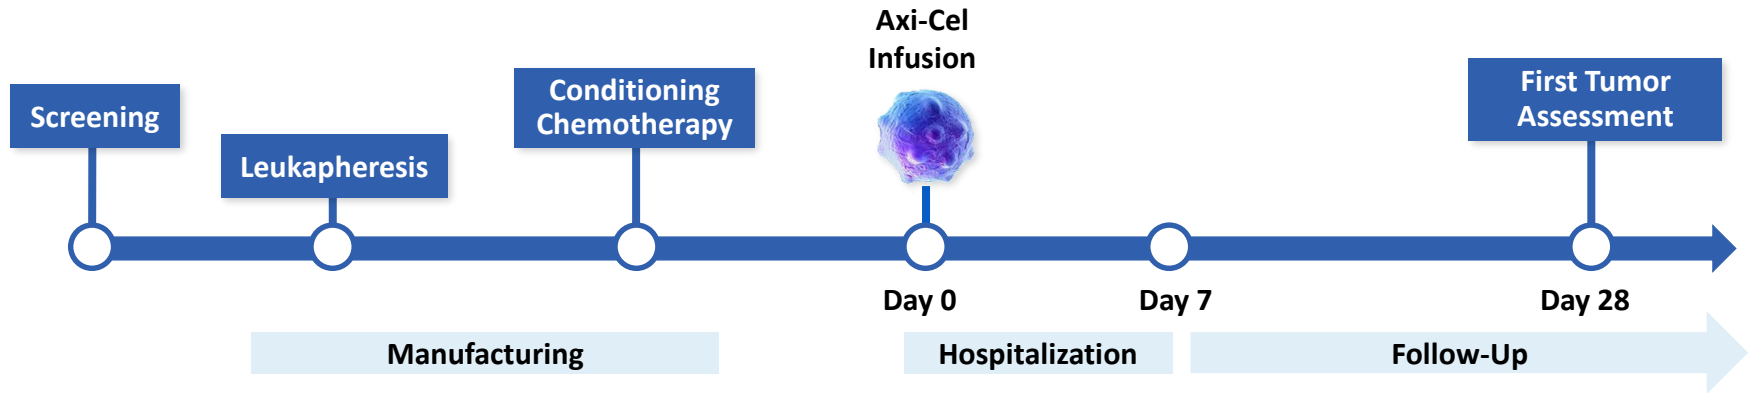 Screening
Leukapheresis
Conditioning
Chemotherapy
Axi-Cel
Infusion
First Tumor
Assessment
Day 0
Day 7
Day 28
Manufacturing
Hospitalization
Follow-Up